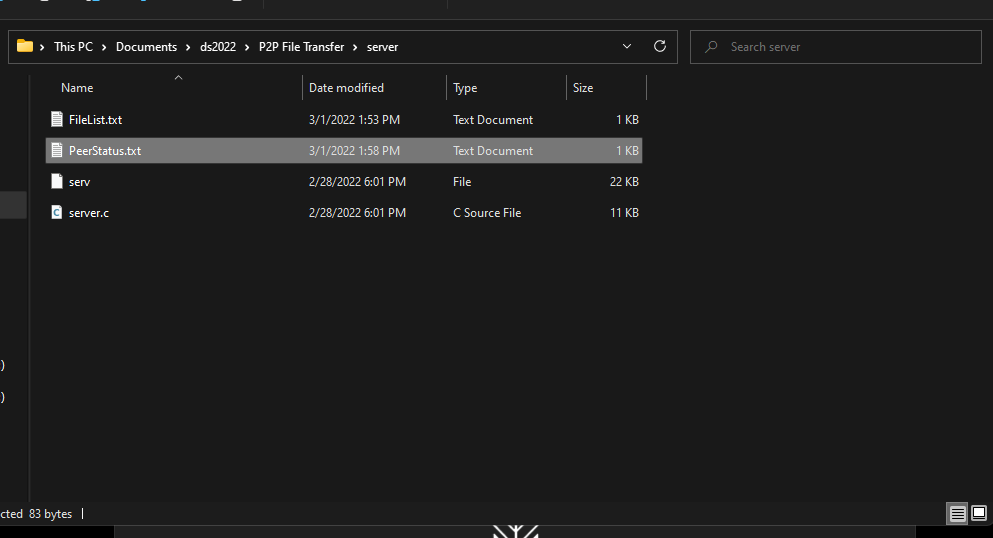 This PC > Documents > ds2022 > P2P File Transfer > server
Search server
Name Date modified Type Size
FileList.txt 3/1/2022 1:53 PM Text Document 1 KB
PeerStatus.txt 3/1/2022 1:58 PM Text Document 1 KB
serv 2/28/2022 6:01 PM File 22 KB
server.c 2/28/2022 6:01 PM C Source File 11 KB
)
)
cted 83 bytes